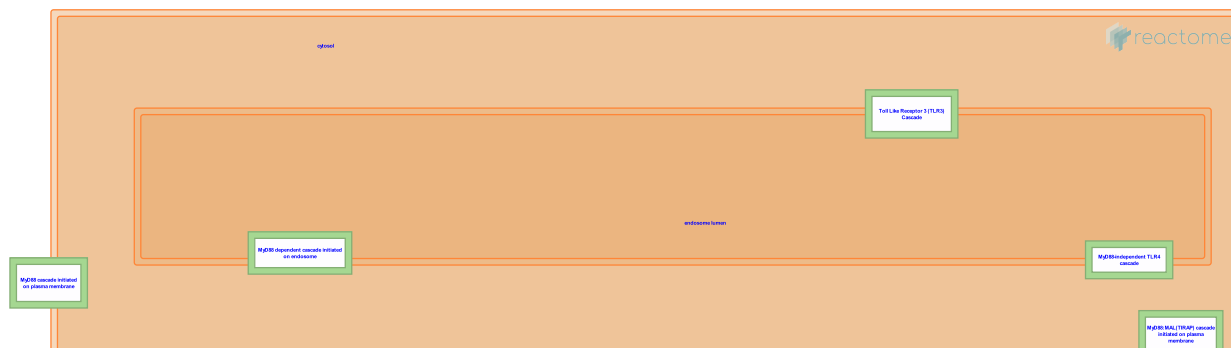 cytosol
reactome
Toll Like Receptor 3 (TLR3)
Cascade
endosome lumen
MyD88 dependent cascade initiated
on endosome
MyD88-independent TLR4
cascade
MyD88 cascade initiated
on plasma membrane
MyD88:MAL(TIRAP) cascade
initiated on plasma
membrane